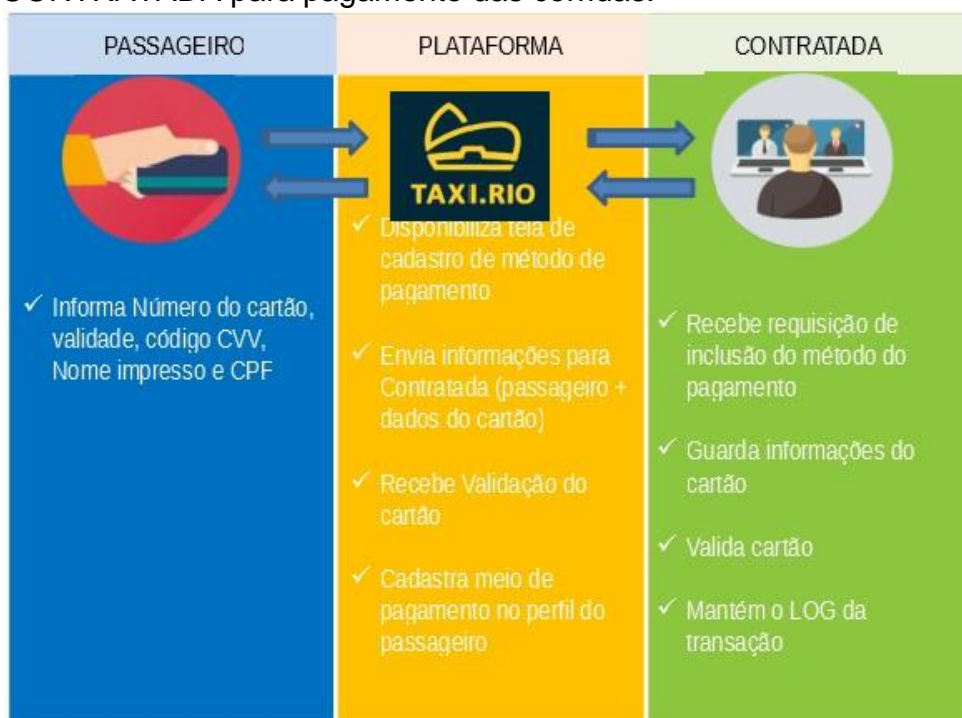 para pagamento das corridas.
PASSAGEIRO
PLATAFORMA
CONTRATADA
TAXI.RIO
✓ Informa Número do cartão,
validade, código CVV,
Nome impresso e CPF
✓ Disponibiliza tela de
cadastro de método de
pagamento
✓ Envia informações para
Contratada (passageiro +
dados do cartão)
✓ Recebe Validação do
cartão
✓ Cadastra meio de
pagamento no perfil do
passageiro
✓ Recebe requisição de
inclusão do método do
pagamento
✓ Guarda informações do
cartão
✓ Valida cartão
✓ Mantém o LOG da
transação